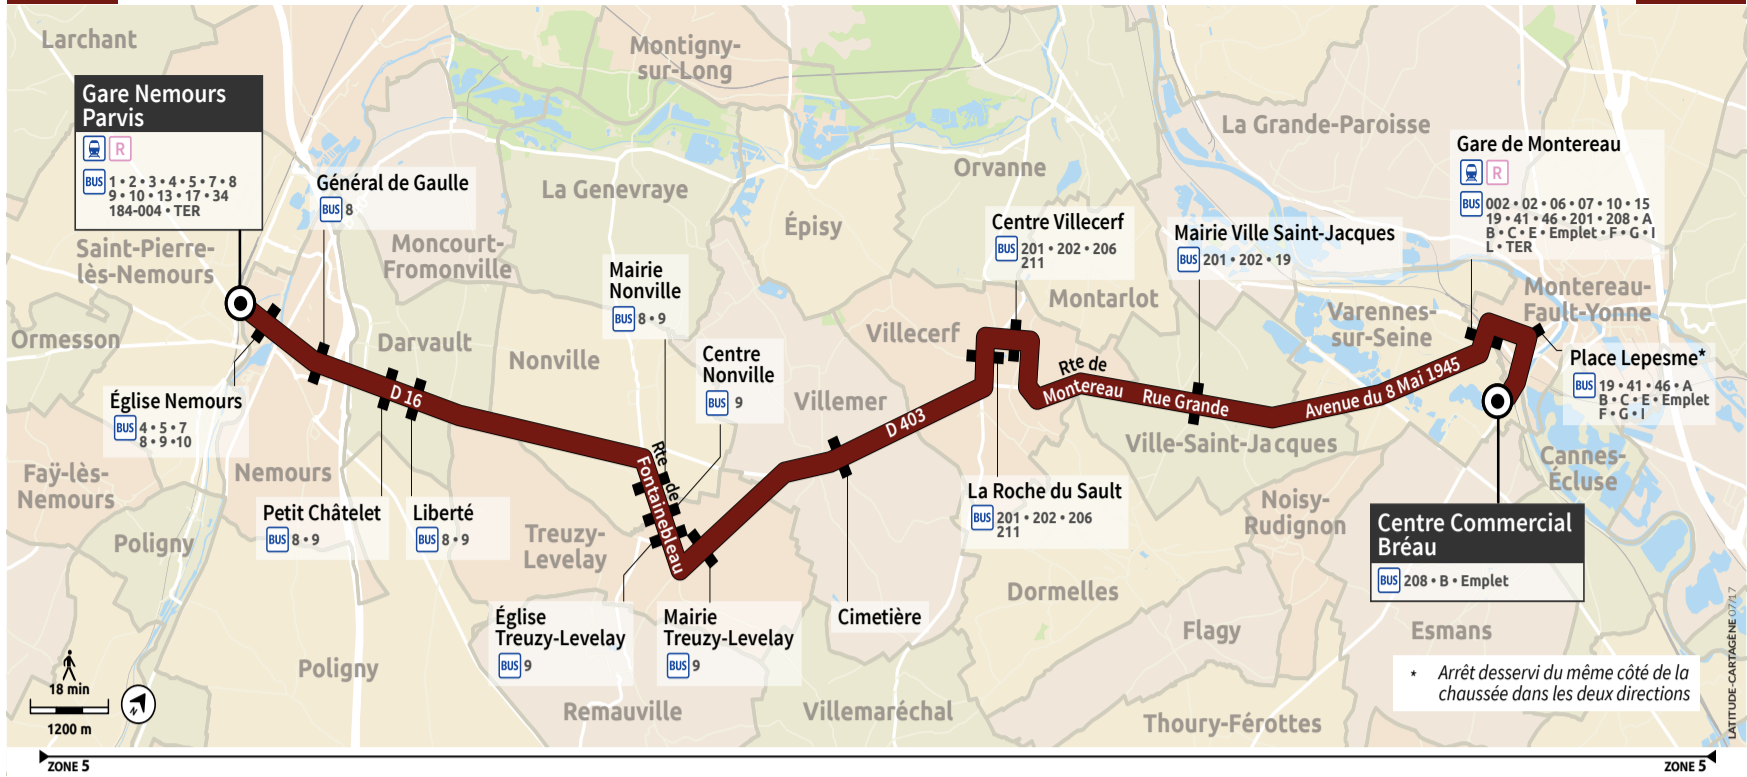 Larchant
Montigny-
sur-Long
La Grande-Paroisse
Gare Nemours
Parvis
R
BUS 1 • 2 • 3 • 4 • 5 • 7 • 8
9 • 10 • 13 • 17 • 34
184-004 • TER
Général de Gaulle
BUS 8
La Genevraye
Orvanne
Épisy
Gare de Montereau
R
BUS 002 • 02 • 06 • 07 • 10 • 15
19 • 41 • 46 • 201 • 208 • A
B • C • E • Emplet • F • G • I
L • TER
Saint-Pierre-
lès-Nemours
Moncourt-
Fromonville
Mairie
Nonville
BUS 8 • 9
Centre Villecerf
BUS 201 • 202 • 206
211
Mairie Ville Saint-Jacques
BUS 201 • 202 • 19
Montarlot
Montereau-
Fault-Yonne
Varennes-
sur-Seine
Ormesson
Darvault
Nonville
Centre
Nonville
BUS 9
Villecerf
Villemer
Place Lepesme*
BUS 19 • 41 • 46 • A
B • C • E • Emplet
F • G • I
Église Nemours
BUS 4 • 5 • 7
8 • 9 •10
D 16
Rte de
Fontainebleau
D 403
Rte de
Montereau
Rue Grande
Avenue du 8 Mai 1945
Ville-Saint-Jacques
Faÿ-lès-
Nemours
Nemours
Cannes-
Écluse
Petit Châtelet
BUS 8 • 9
Liberté
BUS 8 • 9
La Roche du Sault
BUS 201 • 202 • 206
211
Noisy-
Rudignon
Centre Commercial
Bréau
BUS 208 • B • Emplet
Poligny
Treuzy-
Levelay
Dormelles
Église
Treuzy-Levelay
BUS 9
Mairie
Treuzy-Levelay
BUS 9
Cimetière
Flagy
Esmans
Poligny
Remauville
Villemaréchal
Thoury-Férottes
* Arrêt desservi du même côté de la
chaussée dans les deux directions
18 min
1200 m
N
LATITUDE-CARTAGÈNE 07/17
ZONE 5
ZONE 5